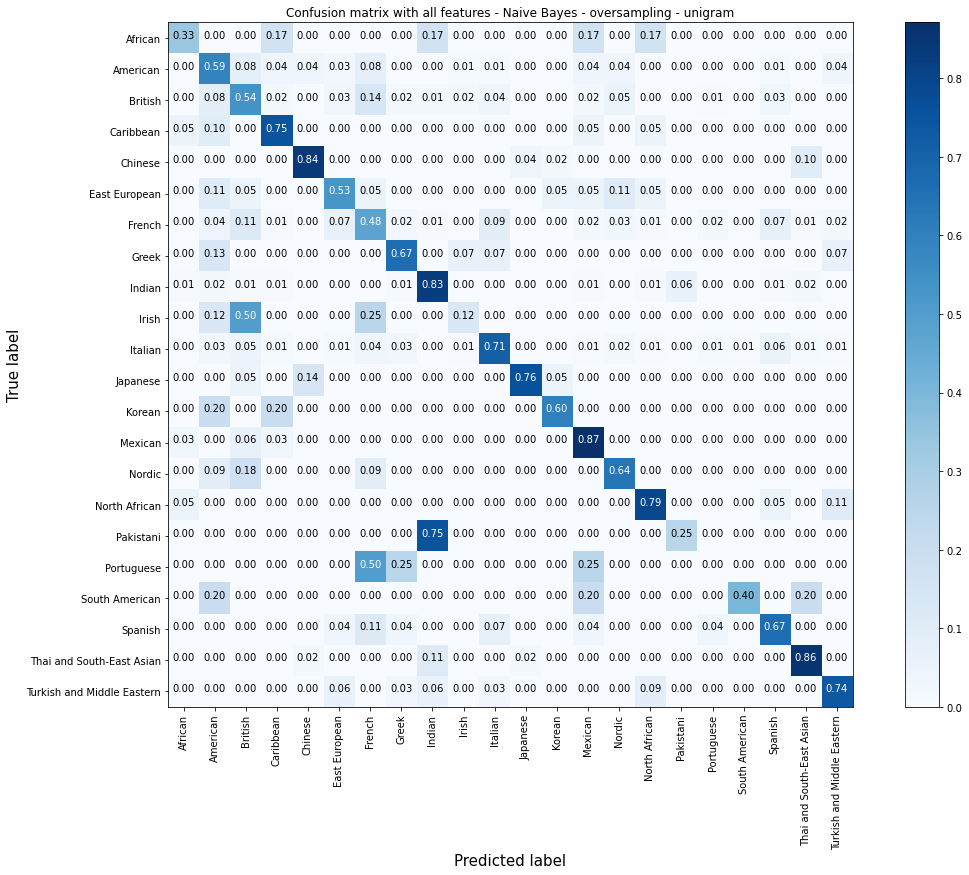 Confusion matrix with all features - Naive Bayes - oversampling - unigram
African 0.33 0.00 0.00 0.17 0.00 0.00 0.00 0.00 0.17 0.00 0.00 0.00 0.00 0.17 0.00 0.17 0.00 0.00 0.00 0.00 0.00 0.00
American 0.00 0.59 0.08 0.04 0.04 0.03 0.08 0.00 0.00 0.01 0.01 0.00 0.00 0.04 0.04 0.00 0.00 0.00 0.00 0.01 0.00 0.04
British 0.00 0.08 0.54 0.02 0.00 0.03 0.14 0.02 0.01 0.02 0.04 0.00 0.00 0.02 0.05 0.00 0.00 0.01 0.00 0.03 0.00 0.00
Caribbean 0.05 0.10 0.00 0.75 0.00 0.00 0.00 0.00 0.00 0.00 0.00 0.00 0.00 0.05 0.00 0.05 0.00 0.00 0.00 0.00 0.00 0.00
Chinese 0.00 0.00 0.00 0.00 0.84 0.00 0.00 0.00 0.00 0.00 0.00 0.04 0.02 0.00 0.00 0.00 0.00 0.00 0.00 0.00 0.10 0.00
East European 0.00 0.11 0.05 0.00 0.00 0.53 0.05 0.00 0.00 0.00 0.00 0.00 0.05 0.05 0.11 0.05 0.00 0.00 0.00 0.00 0.00 0.00
French 0.00 0.04 0.11 0.01 0.00 0.07 0.48 0.02 0.01 0.00 0.09 0.00 0.00 0.02 0.03 0.01 0.00 0.02 0.00 0.07 0.01 0.02
Greek 0.00 0.13 0.00 0.00 0.00 0.00 0.00 0.67 0.00 0.07 0.07 0.00 0.00 0.00 0.00 0.00 0.00 0.00 0.00 0.00 0.00 0.07
Indian 0.01 0.02 0.01 0.01 0.00 0.00 0.00 0.01 0.83 0.00 0.00 0.00 0.00 0.01 0.00 0.01 0.06 0.00 0.00 0.01 0.02 0.00
Irish 0.00 0.12 0.50 0.00 0.00 0.00 0.25 0.00 0.00 0.12 0.00 0.00 0.00 0.00 0.00 0.00 0.00 0.00 0.00 0.00 0.00 0.00
Italian 0.00 0.03 0.05 0.01 0.00 0.01 0.04 0.03 0.00 0.01 0.71 0.00 0.00 0.01 0.02 0.01 0.00 0.01 0.01 0.06 0.01 0.01
Japanese 0.00 0.00 0.05 0.00 0.14 0.00 0.00 0.00 0.00 0.00 0.00 0.76 0.05 0.00 0.00 0.00 0.00 0.00 0.00 0.00 0.00 0.00
Korean 0.00 0.20 0.00 0.20 0.00 0.00 0.00 0.00 0.00 0.00 0.00 0.00 0.60 0.00 0.00 0.00 0.00 0.00 0.00 0.00 0.00 0.00
Mexican 0.03 0.00 0.06 0.03 0.00 0.00 0.00 0.00 0.00 0.00 0.00 0.00 0.00 0.87 0.00 0.00 0.00 0.00 0.00 0.00 0.00 0.00
Nordic 0.00 0.09 0.18 0.00 0.00 0.00 0.09 0.00 0.00 0.00 0.00 0.00 0.00 0.00 0.64 0.00 0.00 0.00 0.00 0.00 0.00 0.00
North African 0.05 0.00 0.00 0.00 0.00 0.00 0.00 0.00 0.00 0.00 0.00 0.00 0.00 0.00 0.00 0.79 0.00 0.00 0.00 0.05 0.00 0.11
Pakistani 0.00 0.00 0.00 0.00 0.00 0.00 0.00 0.00 0.75 0.00 0.00 0.00 0.00 0.00 0.00 0.00 0.25 0.00 0.00 0.00 0.00 0.00
Portuguese 0.00 0.00 0.00 0.00 0.00 0.00 0.50 0.25 0.00 0.00 0.00 0.00 0.00 0.25 0.00 0.00 0.00 0.00 0.00 0.00 0.00 0.00
South American 0.00 0.20 0.00 0.00 0.00 0.00 0.00 0.00 0.00 0.00 0.00 0.00 0.00 0.20 0.00 0.00 0.00 0.00 0.40 0.00 0.20 0.00
Spanish 0.00 0.00 0.00 0.00 0.00 0.04 0.11 0.04 0.00 0.00 0.07 0.00 0.00 0.04 0.00 0.00 0.00 0.04 0.00 0.67 0.00 0.00
Thai and South-East Asian 0.00 0.00 0.00 0.00 0.02 0.00 0.00 0.00 0.11 0.00 0.00 0.02 0.00 0.00 0.00 0.00 0.00 0.00 0.00 0.00 0.86 0.00
Turkish and Middle Eastern 0.00 0.00 0.00 0.00 0.00 0.06 0.00 0.03 0.06 0.00 0.03 0.00 0.00 0.00 0.00 0.09 0.00 0.00 0.00 0.00 0.00 0.74
True label
African
American
British
Caribbean
Chinese
East European
French
Greek
Indian
Irish
Italian
Japanese
Korean
Mexican
Nordic
North African
Pakistani
Portuguese
South American
Spanish
Thai and South-East Asian
Turkish and Middle Eastern
Predicted label
0.8
0.7
0.6
0.5
0.4
0.3
0.2
0.1
0.0